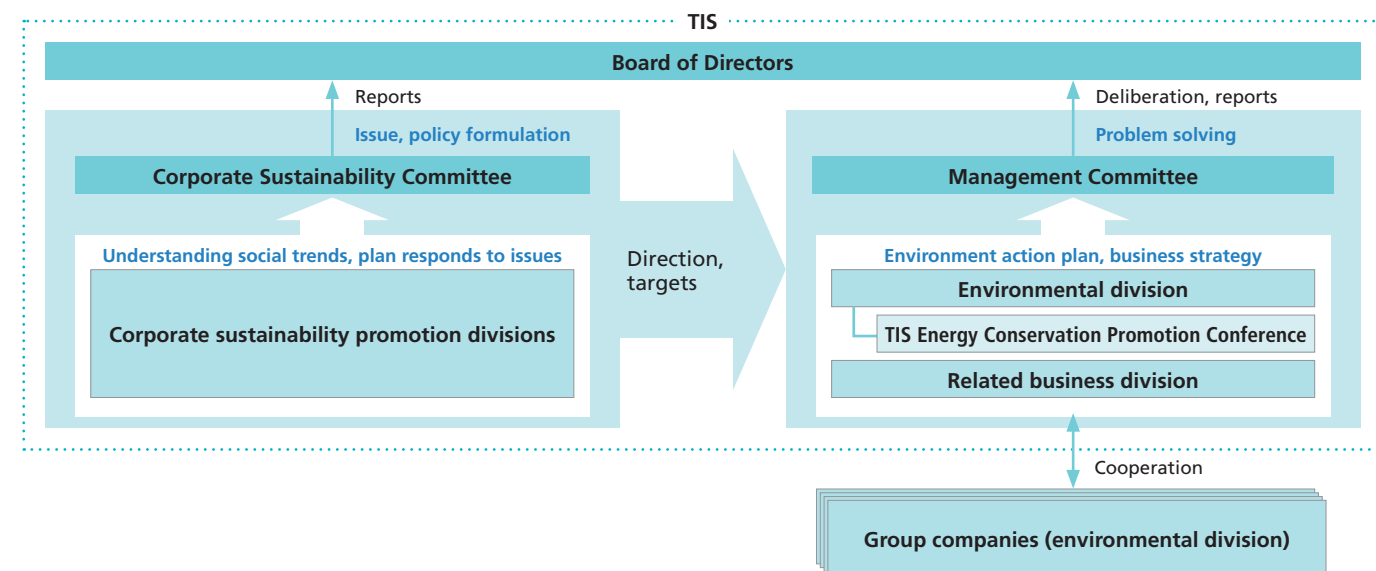 TIS
Board of Directors
Reports
Issue, policy formulation
Corporate Sustainability Committee
Understanding social trends, plan responds to issues
Corporate sustainability promotion divisions
Direction,
targets
Deliberation, reports
Problem solving
Management Committee
Environment action plan, business strategy
Environmental division
TIS Energy Conservation Promotion Conference
Related business division
Cooperation
Group companies (environmental division)